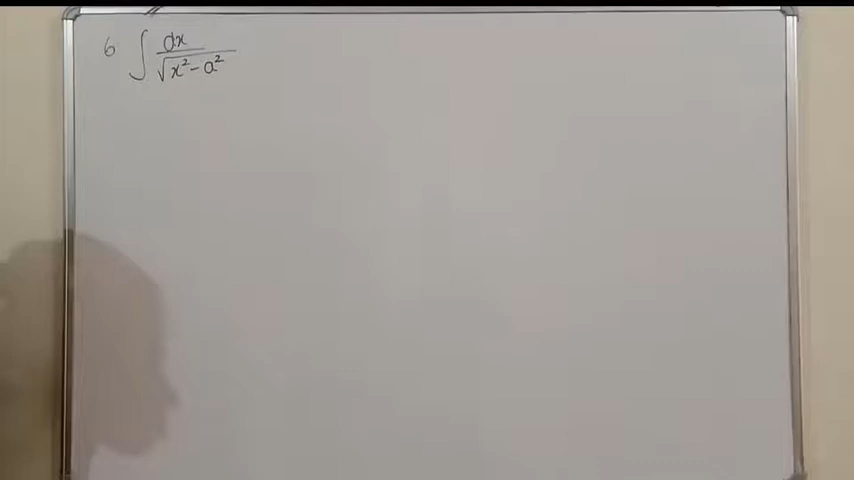 6 ∫ dx / √(x² - a²)